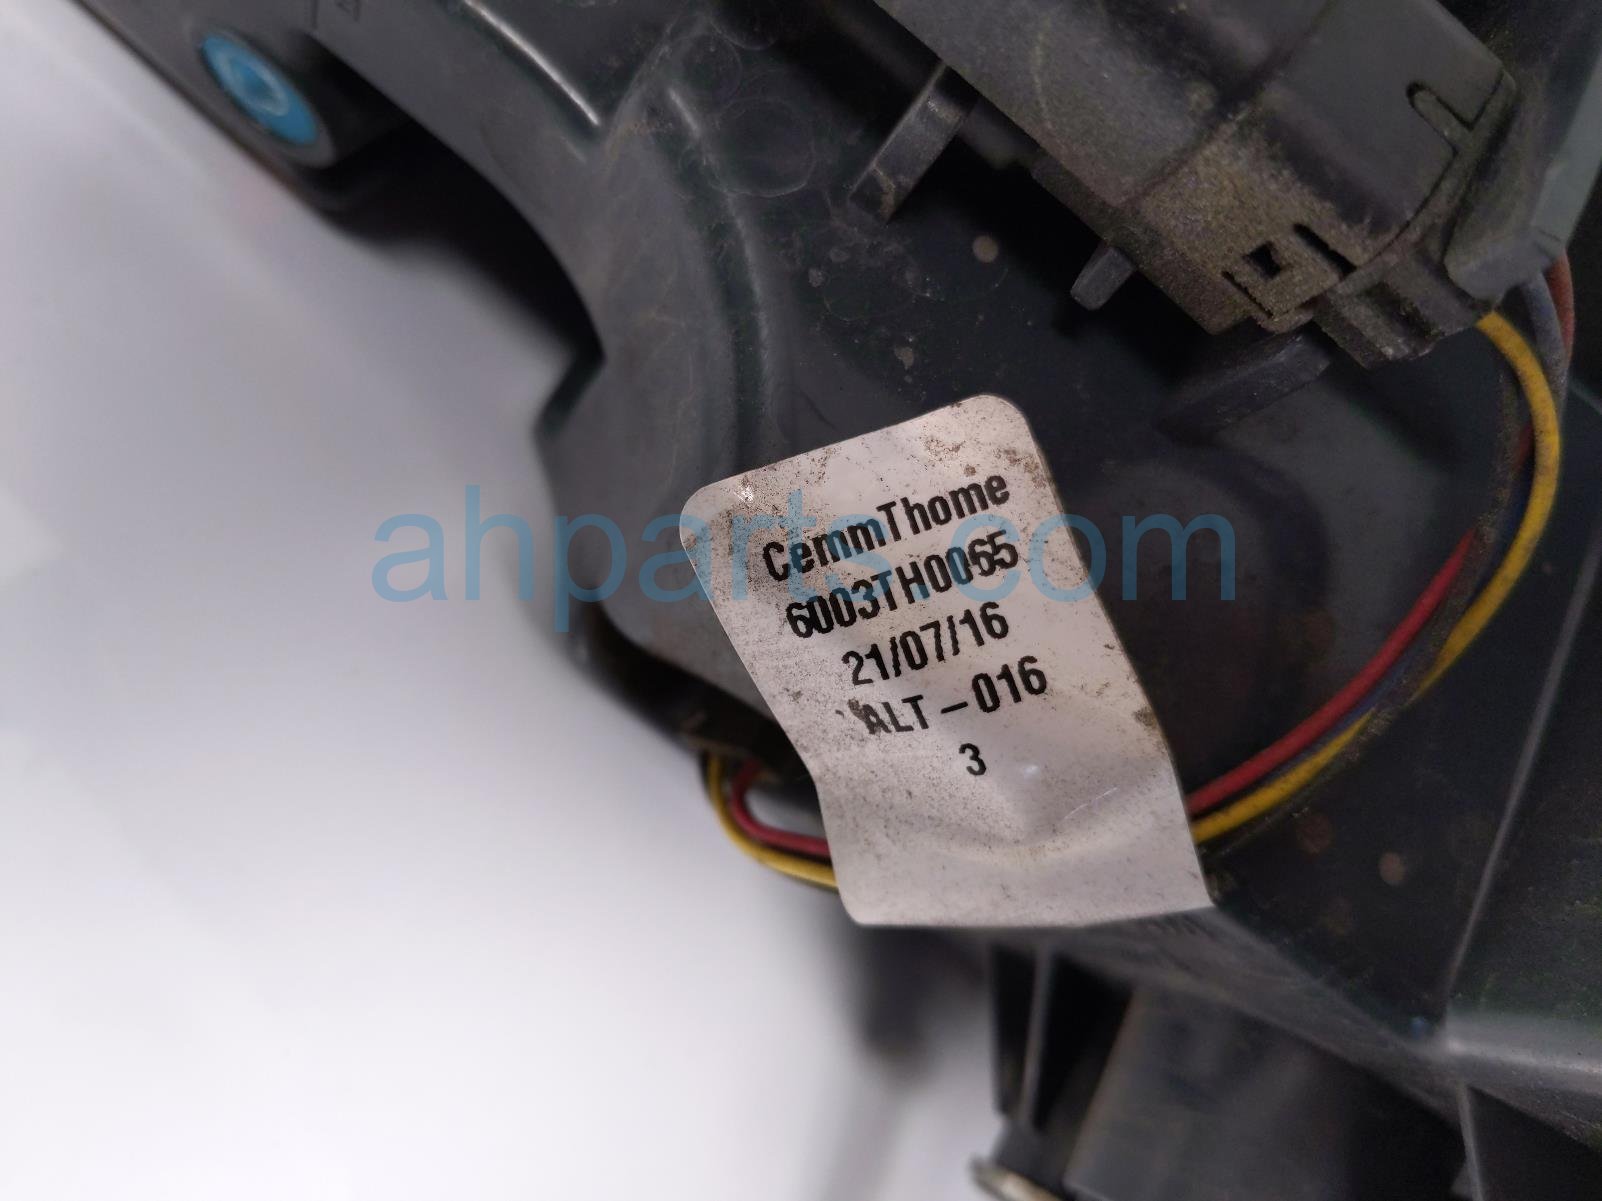 CemmThome
6003TH0065
21/07/16
ALT-016
3
ahparts.com